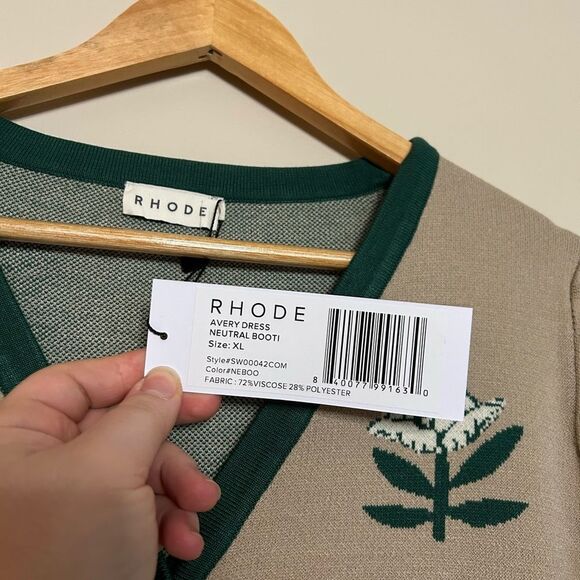 RHODE
RHODE
AVERY DRESS
NEUTRAL BOOTI
Size: XL
Style#SW00042COM
Color#NEBOO
FABRIC : 72%VISCOSE 28% POLYESTER
8 40077 99163 0